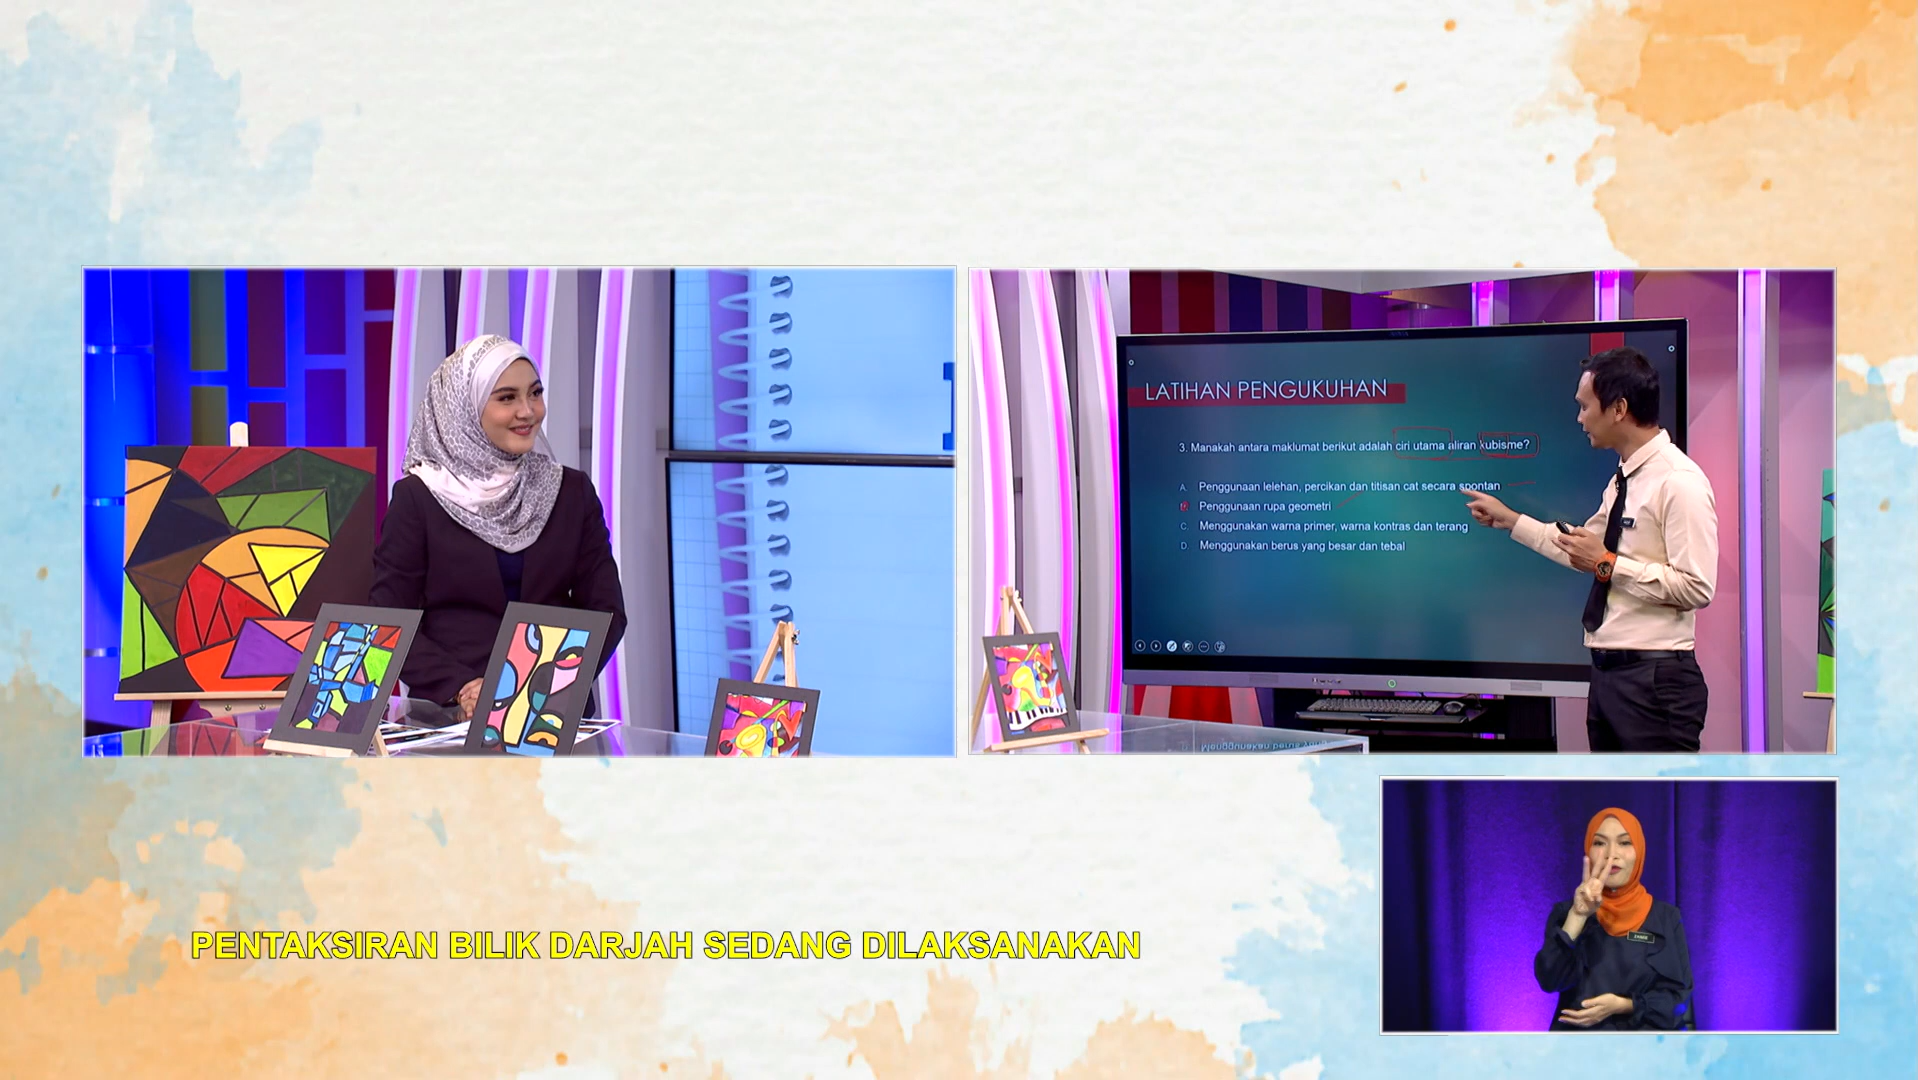 LATIHAN PENGUKUHAN
3. Manakah antara maklumat berikut adalah ciri utama aliran kubisme?
A. Penggunaan lelehan, percikan dan titisan cat secara spontan
Penggunaan rupa geometri
C. Menggunakan warna primer, warna kontras dan terang
D. Menggunakan berus yang besar dan tebal
PENTAKSIRAN BILIK DARJAH SEDANG DILAKSANAKAN